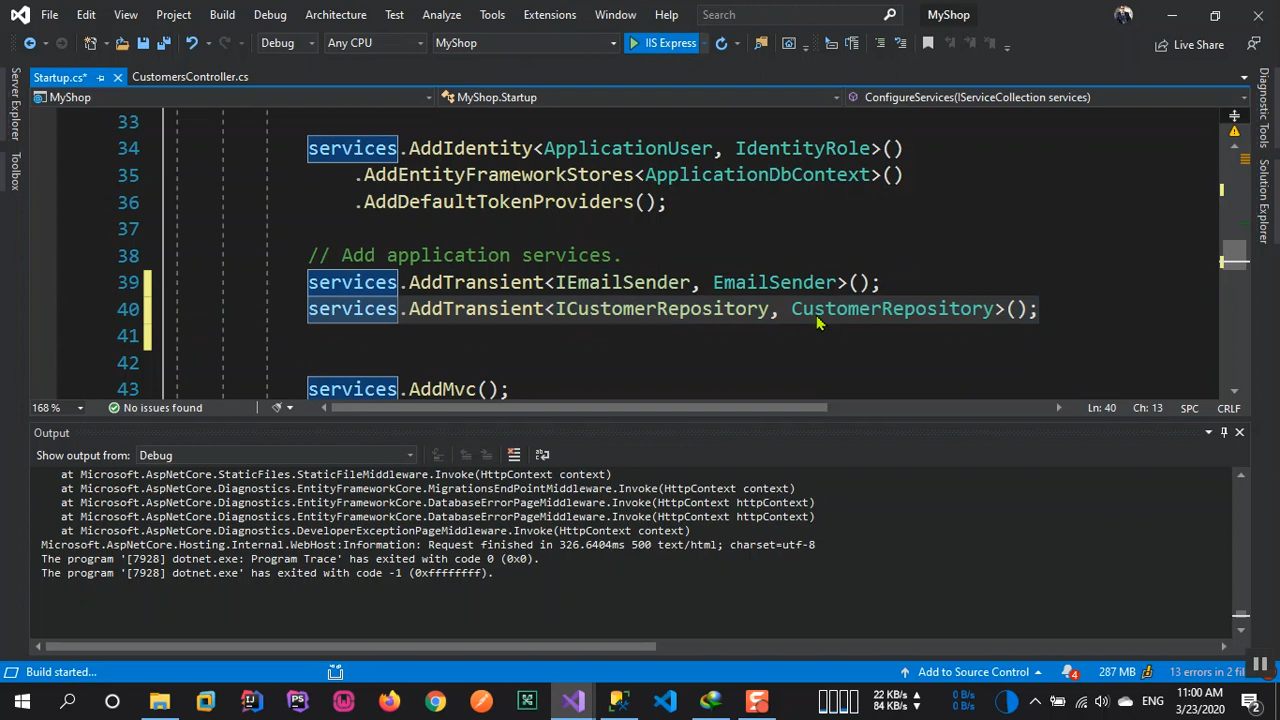 File Edit View Project Build Debug Architecture Test Analyze Tools Extensions Window Help Search MyShop
Debug Any CPU MyShop IIS Express Live Share
Startup.cs* CustomersController.cs
MyShop MyShop.Startup ConfigureServices(IServiceCollection services)
Server Explorer
Toolbox
Diagnostic Tools
Solution Explorer
33
34 services.AddIdentity<ApplicationUser, IdentityRole>()
35 .AddEntityFrameworkStores<ApplicationDbContext>()
36 .AddDefaultTokenProviders();
37
38 // Add application services.
39 services.AddTransient<IEmailSender, EmailSender>();
40 services.AddTransient<ICustomerRepository, CustomerRepository>();
41
42
43 services.AddMvc();
168 % No issues found Ln: 40 Ch: 13 SPC CRLF
Output
Show output from: Debug
at Microsoft.AspNetCore.StaticFiles.StaticFileMiddleware.Invoke(HttpContext context)
at Microsoft.AspNetCore.Diagnostics.EntityFrameworkCore.MigrationsEndPointMiddleware.Invoke(HttpContext context)
at Microsoft.AspNetCore.Diagnostics.EntityFrameworkCore.DatabaseErrorPageMiddleware.Invoke(HttpContext httpContext)
at Microsoft.AspNetCore.Diagnostics.EntityFrameworkCore.DatabaseErrorPageMiddleware.Invoke(HttpContext httpContext)
at Microsoft.AspNetCore.Diagnostics.DeveloperExceptionPageMiddleware.Invoke(HttpContext context)
Microsoft.AspNetCore.Hosting.Internal.WebHost:Information: Request finished in 326.6404ms 500 text/html; charset=utf-8
The program '[7928] dotnet.exe: Program Trace' has exited with code 0 (0x0).
The program '[7928] dotnet.exe' has exited with code -1 (0xffffffff).
Build started... Add to Source Control 4 287 MB 13 errors in 2 fil
22 KB/s 0 B/s ENG 11:00 AM
84 KB/s 0 B/s 3/23/2020 2